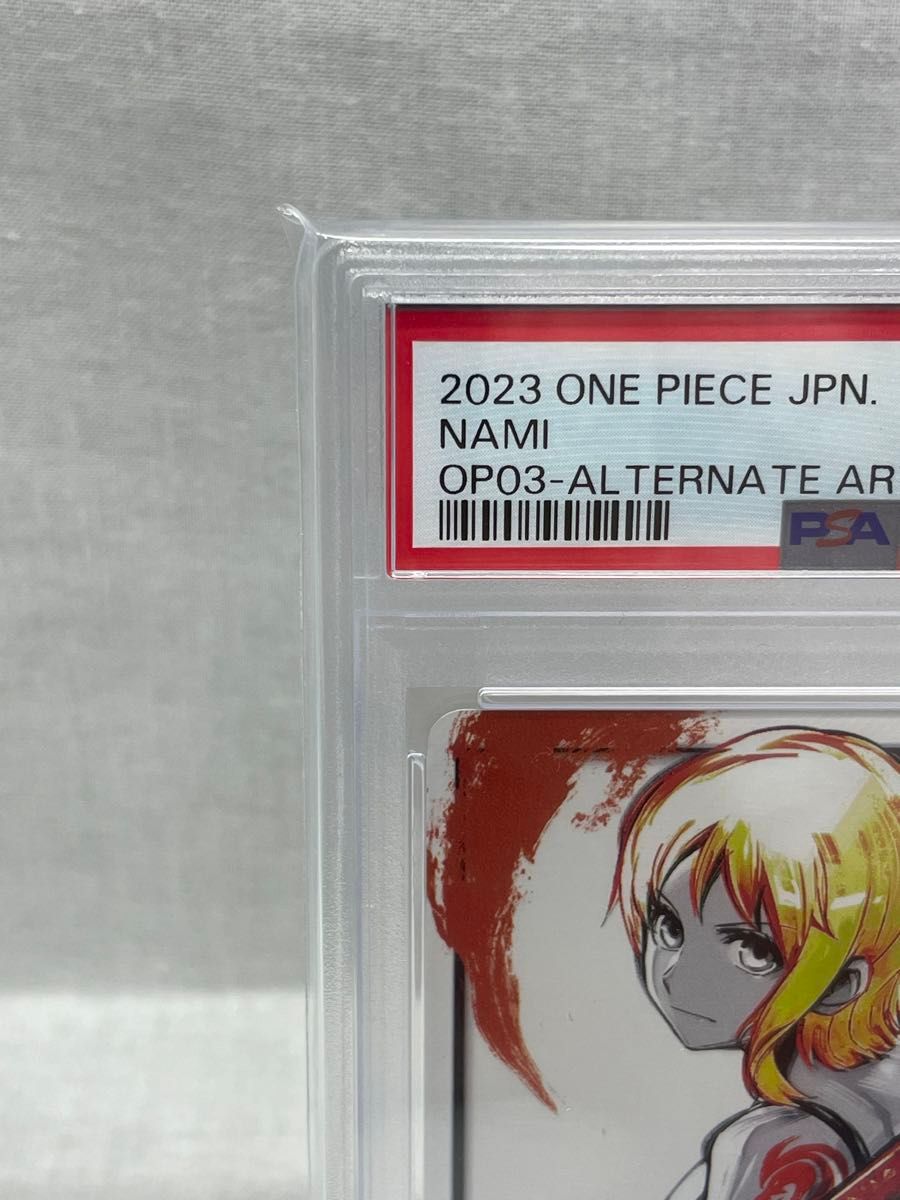 2023 ONE PIECE JPN.
NAMI
OP03-ALTERNATE AR
PSA